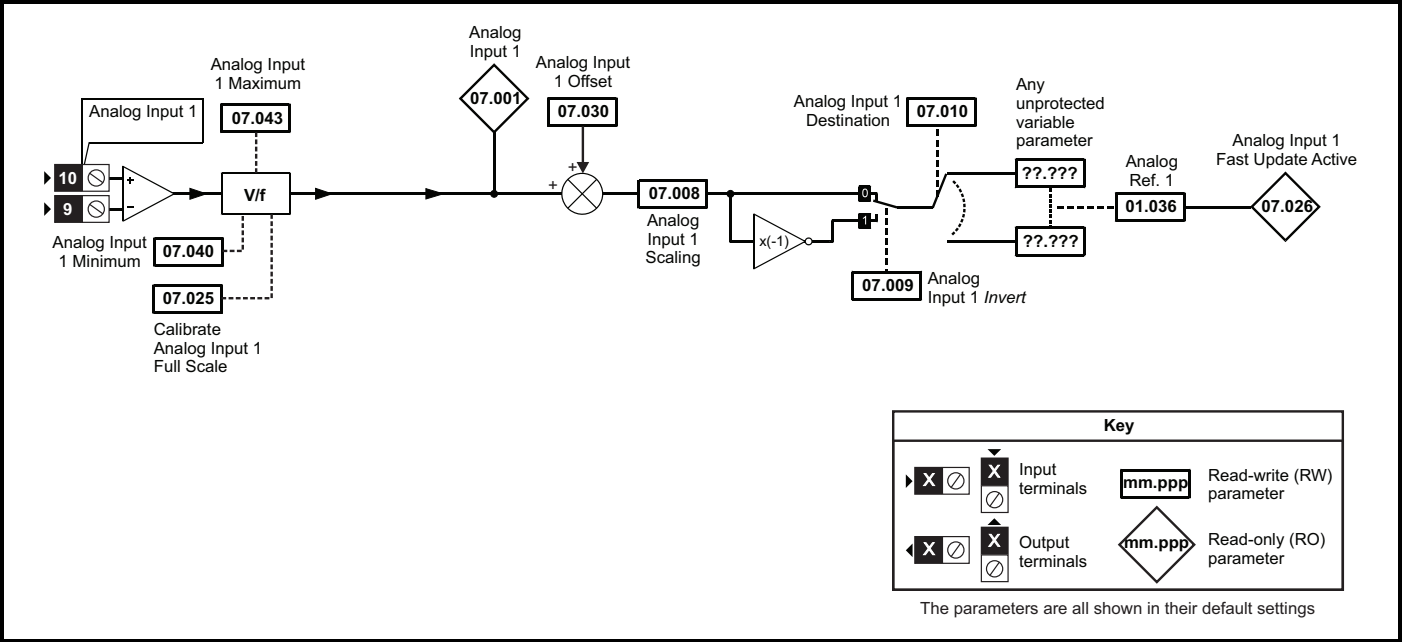 Analog
Input 1
Analog Input
1 Maximum
Analog Input
1 Offset
Any
unprotected
variable
parameter
Analog Input 1
07.043
07.001
07.030
Analog Input 1
Destination
07.010
Analog Input 1
Fast Update Active
Analog
Ref. 1
10
+
-
9
V/f
+
+
07.008
0
1
x(-1)
??.???
??.???
01.036
07.026
Analog Input
1 Minimum
07.040
Analog
Input 1
Scaling
07.025
07.009
Analog
Input 1 Invert
Calibrate
Analog Input 1
Full Scale
Key
X
X
Input
terminals
mm.ppp
Read-write (RW)
parameter
X
X
Output
terminals
mm.ppp
Read-only (RO)
parameter
The parameters are all shown in their default settings